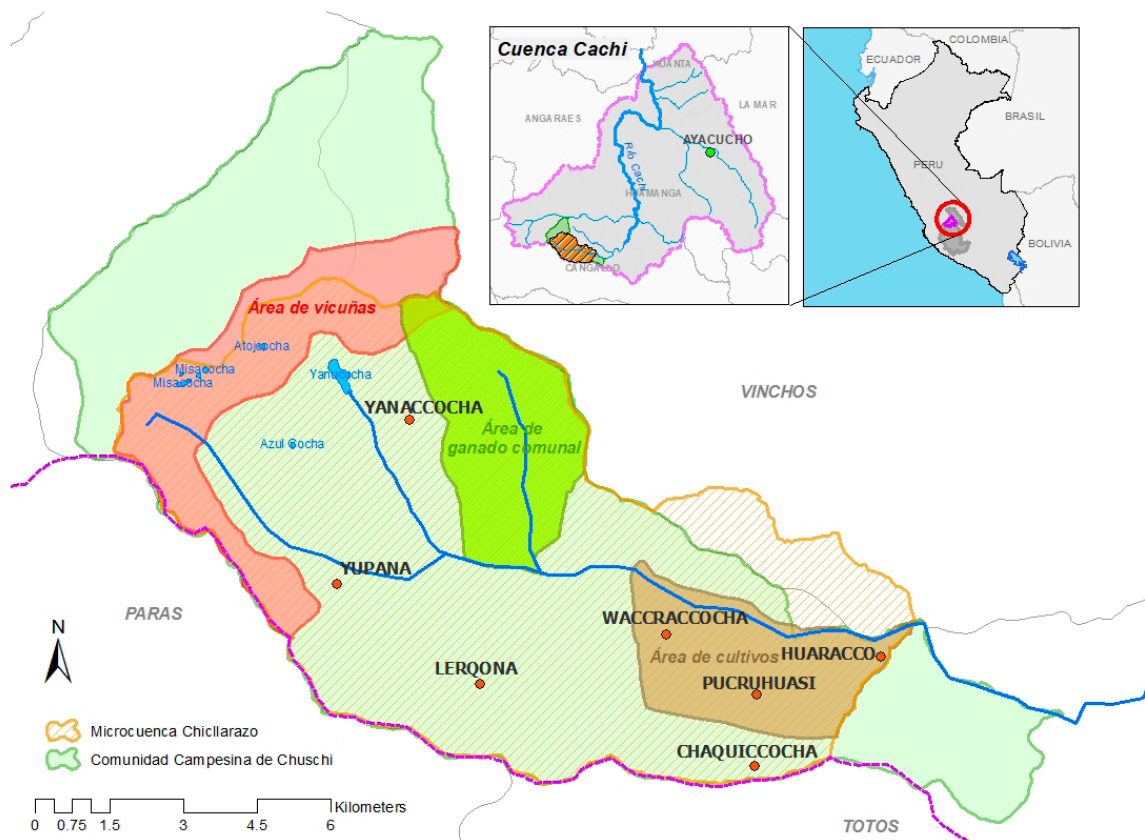 Cuenca Cachi
HUANTA
LA MAR
ANGARAES
AYACUCHO
Río Cachi
HUAMANGA
CANGALLO
COLOMBIA
ECUADOR
BRASIL
PERU
BOLIVIA
Área de vicuñas
Atojcocha
Misacocha
Misacocha
Yanucocha
YANACCOCHA
VINCHOS
Área de
ganado comunal
Azul Cocha
YUPANA
PARAS
WACCRACCOCHA
HUARACCO
Área de cultivos
LERQONA
PUCRUHUASI
CHAQUICCOCHA
N
Microcuenca Chicllarazo
Comunidad Campesina de Chuschi
Kilometers
0 0.75 1.5 3 4.5 6
TOTOS